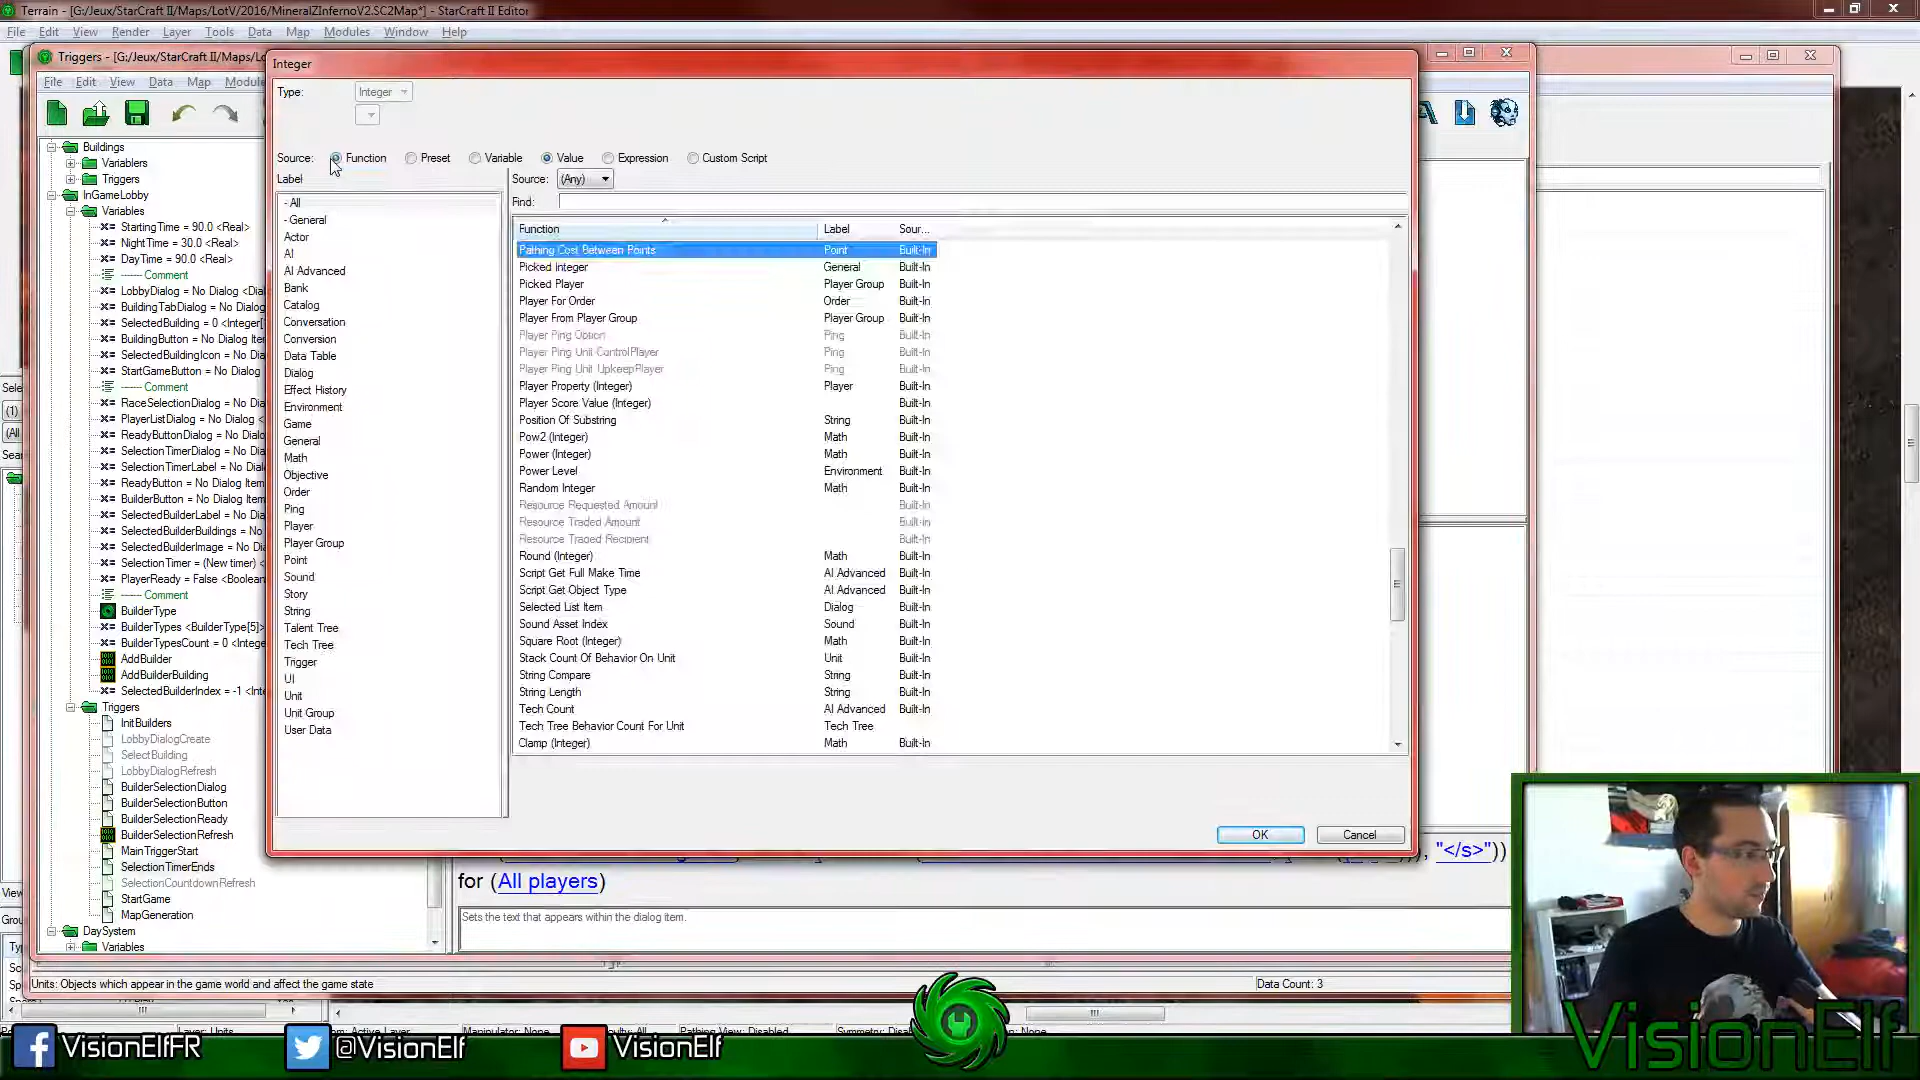 Terrain - [G:/Jeux/StarCraft II/Maps/LotV/2016/MineralZInfernoV2.SC2Map*] - StarCraft II Editor
File Edit View Render Layer Tools Data Map Modules Window Help
Triggers - [G:/Jeux/StarCraft II/Maps/Lo
File Edit View Data Map Modul
Integer
Type: Integer
Source: Function Preset Variable Value Expression Custom Script
Label
Source: (Any)
Find:
Function Label Sour...
- All
- General
Actor
AI
AI Advanced
Bank
Catalog
Conversation
Conversion
Data Table
Dialog
Effect History
Environment
Game
General
Math
Objective
Order
Ping
Player
Player Group
Point
Sound
Story
String
Talent Tree
Tech Tree
Trigger
UI
Unit
Unit Group
User Data
Pathing Cost Between Points Point Built-In
Picked Integer General Built-In
Picked Player Player Group Built-In
Player For Order Order Built-In
Player From Player Group Player Group Built-In
Player Ping Option Ping Built-In
Player Ping Unit ControlPlayer Ping Built-In
Player Ping Unit UpkeepPlayer Ping Built-In
Player Property (Integer) Player Built-In
Player Score Value (Integer) Built-In
Position Of Substring String Built-In
Pow2 (Integer) Math Built-In
Power (Integer) Math Built-In
Power Level Environment Built-In
Random Integer Math Built-In
Resource Requested Amount Built-In
Resource Traded Amount Built-In
Resource Traded Recipient Built-In
Round (Integer) Math Built-In
Script Get Full Make Time AI Advanced Built-In
Script Get Object Type AI Advanced Built-In
Selected List Item Dialog Built-In
Sound Asset Index Sound Built-In
Square Root (Integer) Math Built-In
Stack Count Of Behavior On Unit Unit Built-In
String Compare String Built-In
String Length String Built-In
Tech Count AI Advanced Built-In
Tech Tree Behavior Count For Unit Tech Tree
Clamp (Integer) Math Built-In
OK Cancel
Buildings
Variablers
Triggers
InGameLobby
Variables
StartingTime = 90.0 <Real>
NightTime = 30.0 <Real>
DayTime = 90.0 <Real>
------ Comment
LobbyDialog = No Dialog <Dial
BuildingTabDialog = No Dialog
SelectedBuilding = 0 <Integer[
BuildingButton = No Dialog Item
SelectedBuildingIcon = No Dia
StartGameButton = No Dialog
------ Comment
RaceSelectionDialog = No Dialog
PlayerListDialog = No Dialog <
ReadyButtonDialog = No Dialog
SelectionTimerDialog = No Dia
SelectionTimerLabel = No Dia
ReadyButton = No Dialog Item
BuilderButton = No Dialog Item
SelectedBuilderLabel = No Dia
SelectedBuilderBuildings = No
SelectedBuilderImage = No Dia
SelectionTimer = (New timer) <
PlayerReady = False <Boolean
------ Comment
BuilderType
BuilderTypes <BuilderType[5]>
BuilderTypesCount = 0 <Intege
AddBuilder
AddBuilderBuilding
SelectedBuilderIndex = -1 <Inte
Triggers
InitBuilders
LobbyDialogCreate
SelectBuilding
LobbyDialogRefresh
BuilderSelectionDialog
BuilderSelectionButton
BuilderSelectionReady
BuilderSelectionRefresh
MainTriggerStart
SelectionTimerEnds
SelectionCountdownRefresh
StartGame
MapGeneration
DaySystem
Variables
, "</s>"))
for (All players)
Sets the text that appears within the dialog item.
Units: Objects which appear in the game world and affect the game state
Data Count: 3
VisionElfFR @VisionElf VisionElf
VisionElf